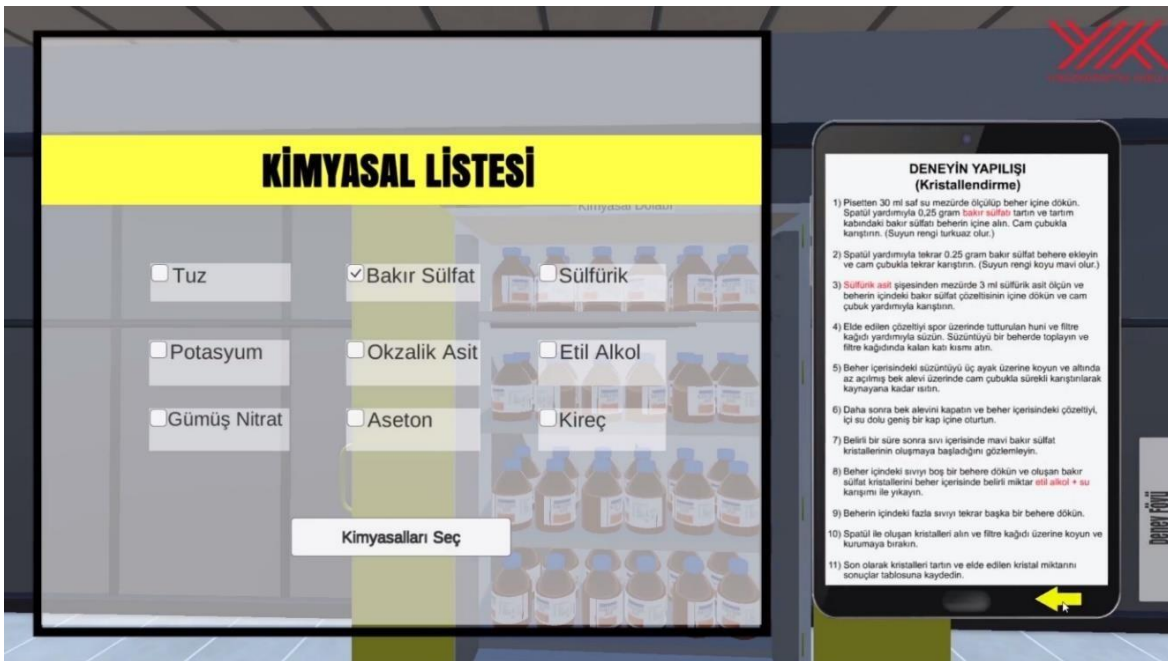 KİMYASAL LİSTESİ
Kimyasal Dolabı
Tuz
Bakır Sülfat
Sülfürik
Potasyum
Okzalik Asit
Etil Alkol
Gümüş Nitrat
Aseton
Kireç
Kimyasalları Seç
DENEYİN YAPILIŞI
(Kristallendirme)
1) Pisetten 30 ml saf su mezürde ölçülüp beher içine dökün.
Spatül yardımıyla 0,25 gram bakır sülfatı tartın ve tartım
kabındaki bakır sülfatı beherin içine alın. Cam çubukla
karıştırın. (Suyun rengi turkuaz olur.)
2) Spatül yardımıyla tekrar 0.25 gram bakır sülfat behere ekleyin
ve cam çubukla tekrar karıştırın. (Suyun rengi koyu mavi olur.)
3) Sülfürik asit şişesinden mezürde 3 ml sülfürik asit ölçün ve
beherin içindeki bakır sülfat çözeltisinin içine dökün ve cam
çubuk yardımıyla karıştırın.
4) Elde edilen çözeltiyi spor üzerinde tutturulan huni ve filtre
kağıdı yardımıyla süzün. Süzüntüyü bir beherde toplayın ve
filtre kağıdında kalan katı kısmı atın.
5) Beher içerisindeki süzüntüyü üç ayak üzerine koyun ve altında
az açılmış bek alevi üzerinde cam çubukla sürekli karıştırılarak
kaynayana kadar ısıtın.
6) Daha sonra bek alevini kapatın ve beher içerisindeki çözeltiyi,
içi su dolu geniş bir kap içine oturtun.
7) Belirli bir süre sonra sıvı içerisinde mavi bakır sülfat
kristallerinin oluşmaya başladığını gözlemleyin.
8) Beher içindeki sıvıyı boş bir behere dökün ve oluşan bakır
sülfat kristallerini beher içerisinde belirli miktar etil alkol + su
karışımı ile yıkayın.
9) Beherin içindeki fazla sıvıyı tekrar başka bir behere dökün.
10) Spatül ile oluşan kristalleri alın ve filtre kağıdı üzerine koyun ve
kurumaya bırakın.
11) Son olarak kristalleri tartın ve elde edilen kristal miktarını
sonuçlar tablosuna kaydedin.
Deney Föyü